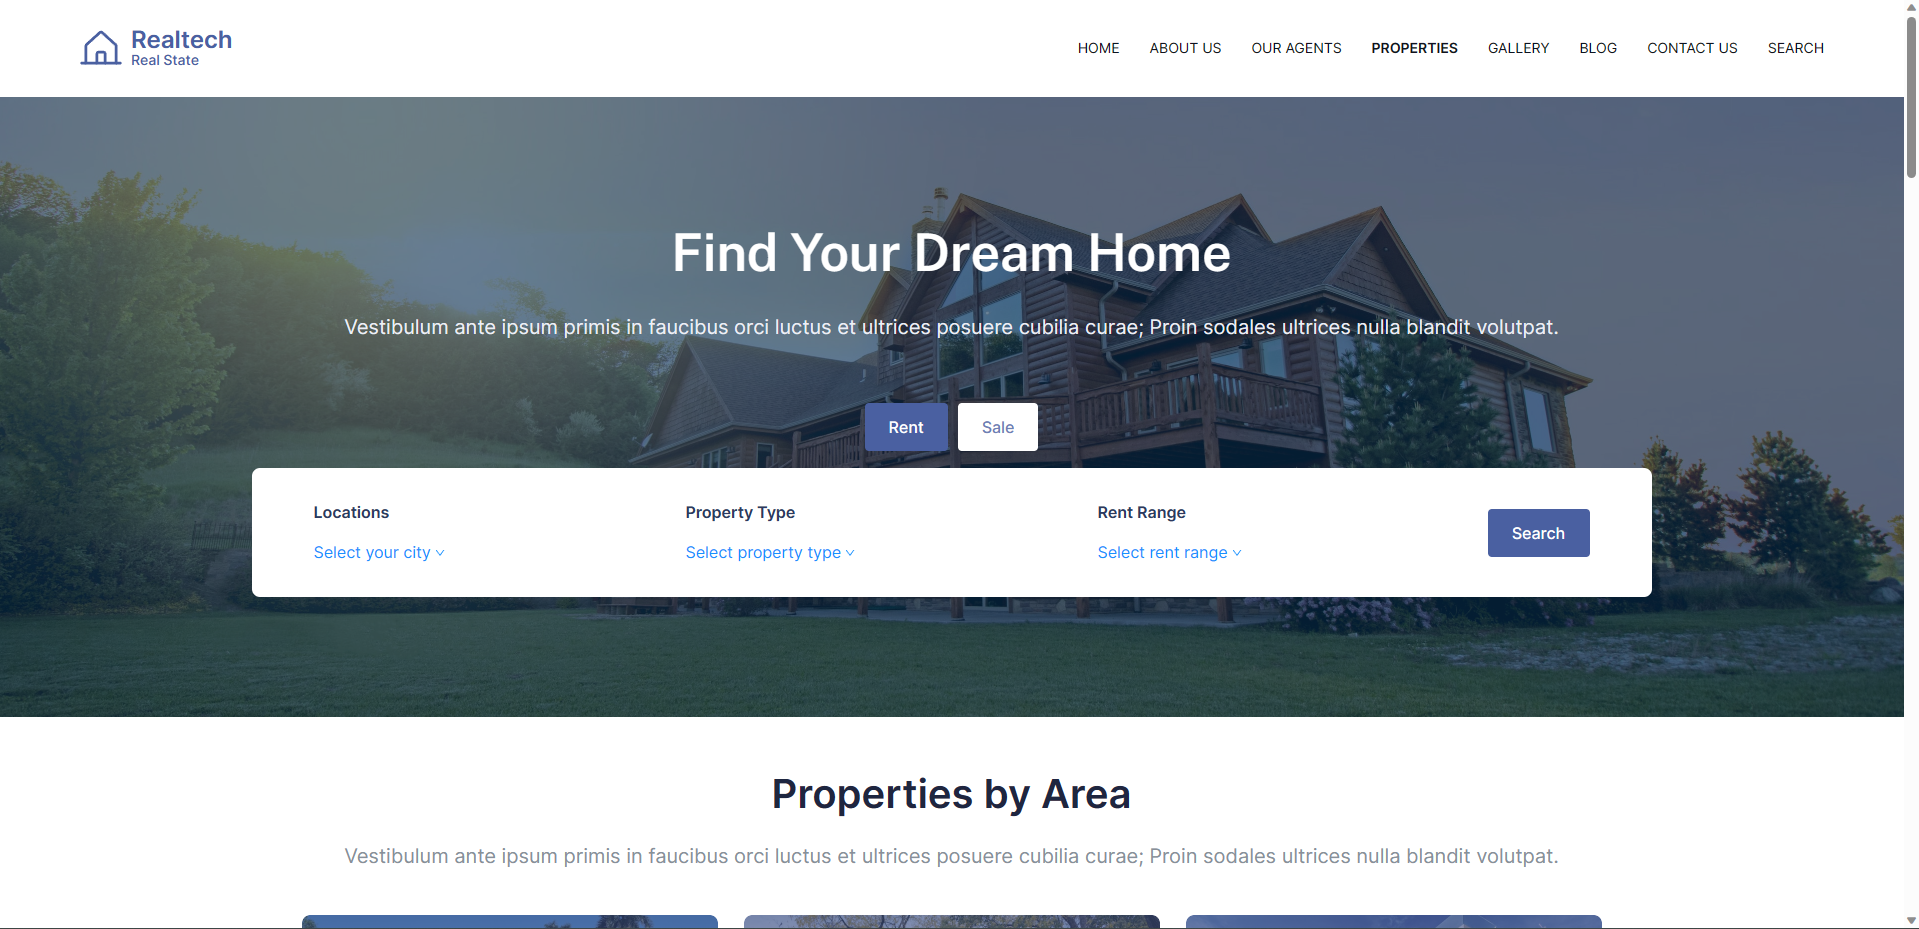 Realtech
Real State
HOME ABOUT US OUR AGENTS PROPERTIES GALLERY BLOG CONTACT US SEARCH
Find Your Dream Home
Vestibulum ante ipsum primis in faucibus orci luctus et ultrices posuere cubilia curae; Proin sodales ultrices nulla blandit volutpat.
Rent Sale
Locations Property Type Rent Range
Select your city Select property type Select rent range
Search
Properties by Area
Vestibulum ante ipsum primis in faucibus orci luctus et ultrices posuere cubilia curae; Proin sodales ultrices nulla blandit volutpat.